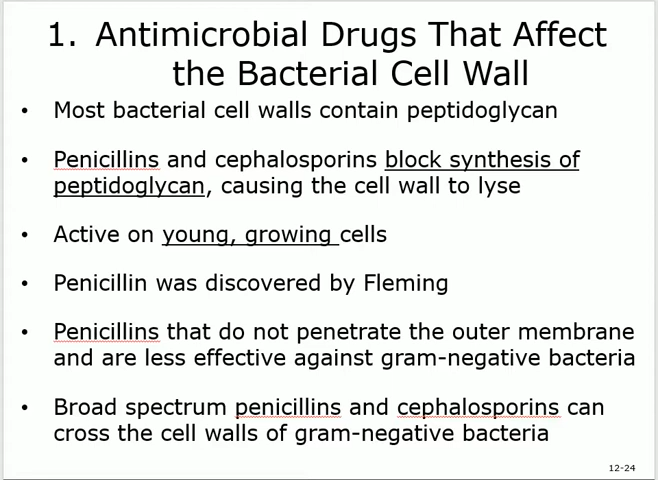 1. Antimicrobial Drugs That Affect
the Bacterial Cell Wall
• Most bacterial cell walls contain peptidoglycan
• Penicillins and cephalosporins block synthesis of
peptidoglycan, causing the cell wall to lyse
• Active on young, growing cells
• Penicillin was discovered by Fleming
• Penicillins that do not penetrate the outer membrane
and are less effective against gram-negative bacteria
• Broad spectrum penicillins and cephalosporins can
cross the cell walls of gram-negative bacteria
12-24